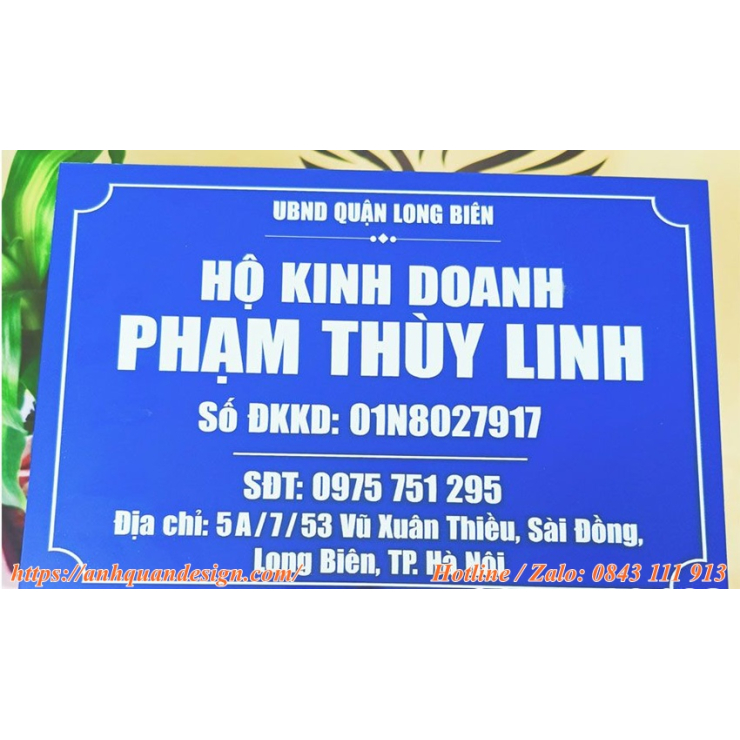 UBND QUẬN LONG BIÊN
HỘ KINH DOANH
PHẠM THÙY LINH
Số ĐKKD: 01N8027917
SĐT: 0975 751 295
Địa chỉ: 5A/7/53 Vũ Xuân Thiều, Sài Đồng,
Long Biên, TP. Hà Nội
https://anhquandesign.com/
Hotline / Zalo: 0843 111 913